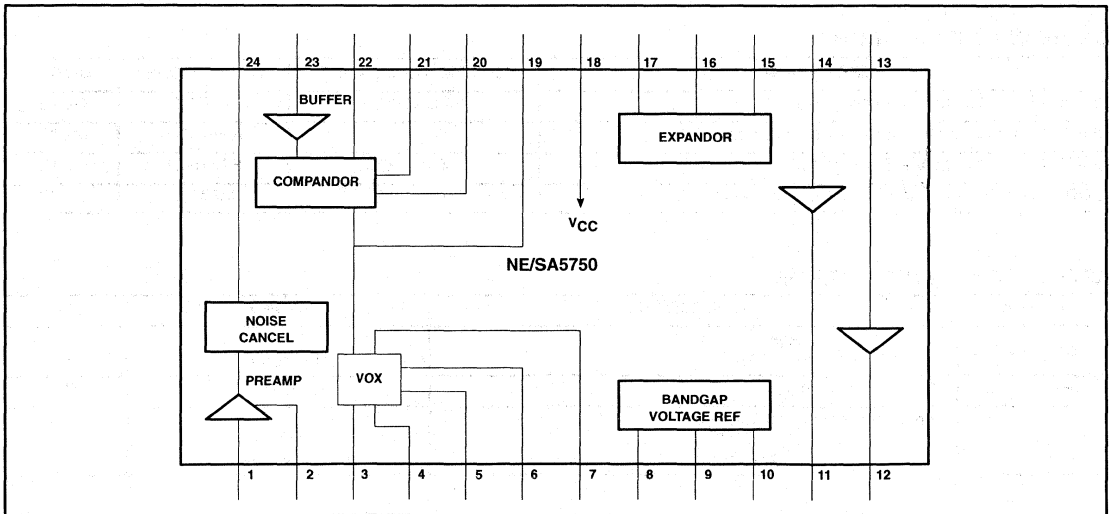 24 23 22 21 20 19 18 17 16 15 14 13
BUFFER
EXPANDOR
COMPANDOR
VCC
NE/SA5750
NOISE
CANCEL
PREAMP
VOX
BANDGAP
VOLTAGE REF
1 2 3 4 5 6 7 8 9 10 11 12